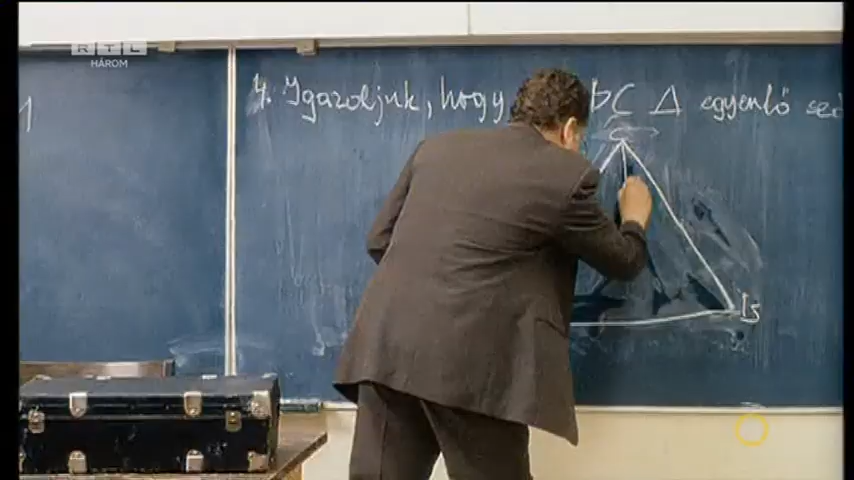 RTL
HÁROM
4. Igazoljuk, hogy BC Δ egyenlő
C
B